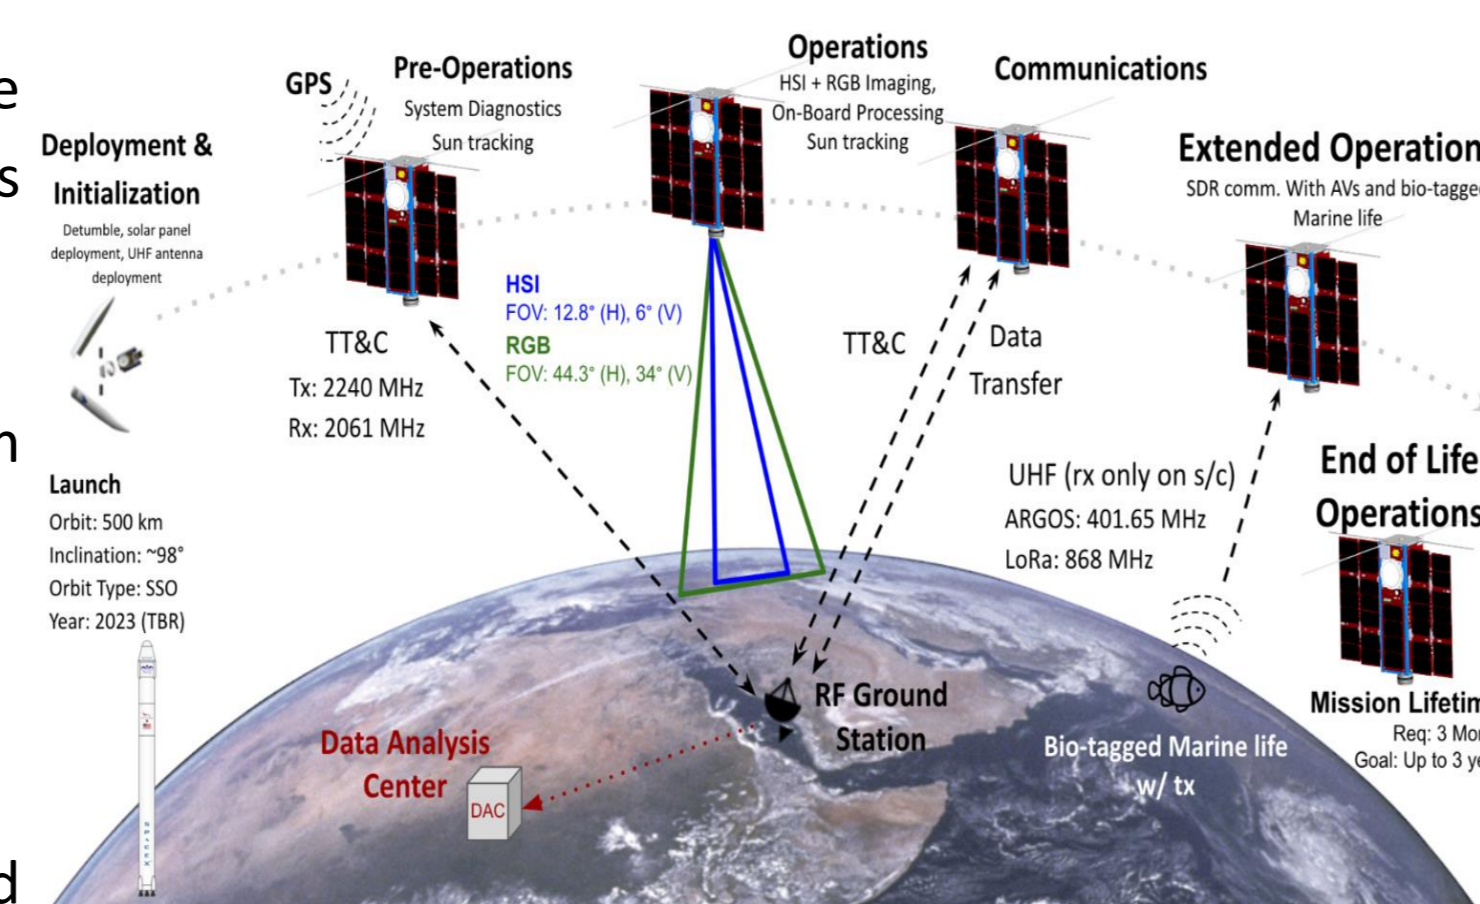 e
s
m
d
Deployment &
Initialization
Detumble, solar panel
deployment, UHF antenna
deployment
Launch
Orbit: 500 km
Inclination: ~98°
Orbit Type: SSO
Year: 2023 (TBR)
SPACEX
GPS
Pre-Operations
System Diagnostics
Sun tracking
TT&C
Tx: 2240 MHz
Rx: 2061 MHz
HSI
FOV: 12.8° (H), 6° (V)
RGB
FOV: 44.3° (H), 34° (V)
Operations
HSI + RGB Imaging,
On-Board Processing
Sun tracking
Communications
TT&C
Data
Transfer
Extended Operation
SDR comm. With AVs and bio-tagged
Marine life
UHF (rx only on s/c)
ARGOS: 401.65 MHz
LoRa: 868 MHz
End of Life
Operations
Mission Lifetim
Req: 3 Mon
Goal: Up to 3 ye
RF Ground
Station
Data Analysis
Center
DAC
Bio-tagged Marine life
w/ tx